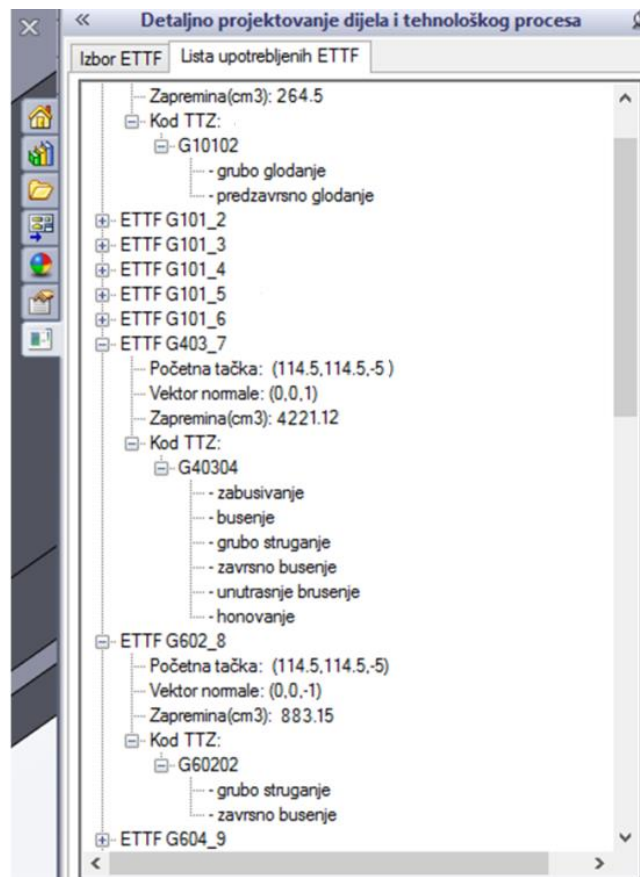 Detaljno projektovanje dijela i tehnološkog procesa
Izbor ETTF
Lista upotrebljenih ETTF
Zapremina(cm3): 264.5
Kod TTZ:
G10102
- grubo glodanje
- predzavrsno glodanje
ETTF G101_2
ETTF G101_3
ETTF G101_4
ETTF G101_5
ETTF G101_6
ETTF G403_7
Početna tačka: (114.5,114.5,-5 )
Vektor normale: (0,0,1)
Zapremina(cm3): 4221.12
Kod TTZ:
G40304
- zabusivanje
- busenje
- grubo struganje
- zavrsno busenje
- unutrasnje brusenje
- honovanje
ETTF G602_8
Početna tačka: (114.5,114.5,-5)
Vektor normale: (0,0,-1)
Zapremina(cm3): 883.15
Kod TTZ:
G60202
- grubo struganje
- zavrsno busenje
ETTF G604_9